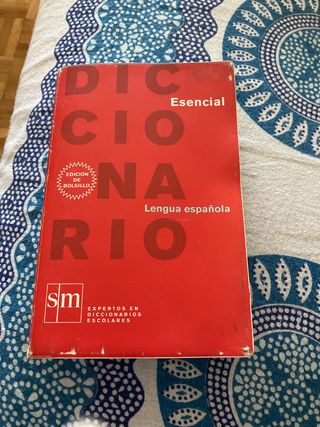 DIC
Esencial
CIO
EDICIÓN
DE
BOLSILLO
NA
Lengua española
RIO
sm
EXPERTOS EN
DICCIONARIOS
ESCOLARES